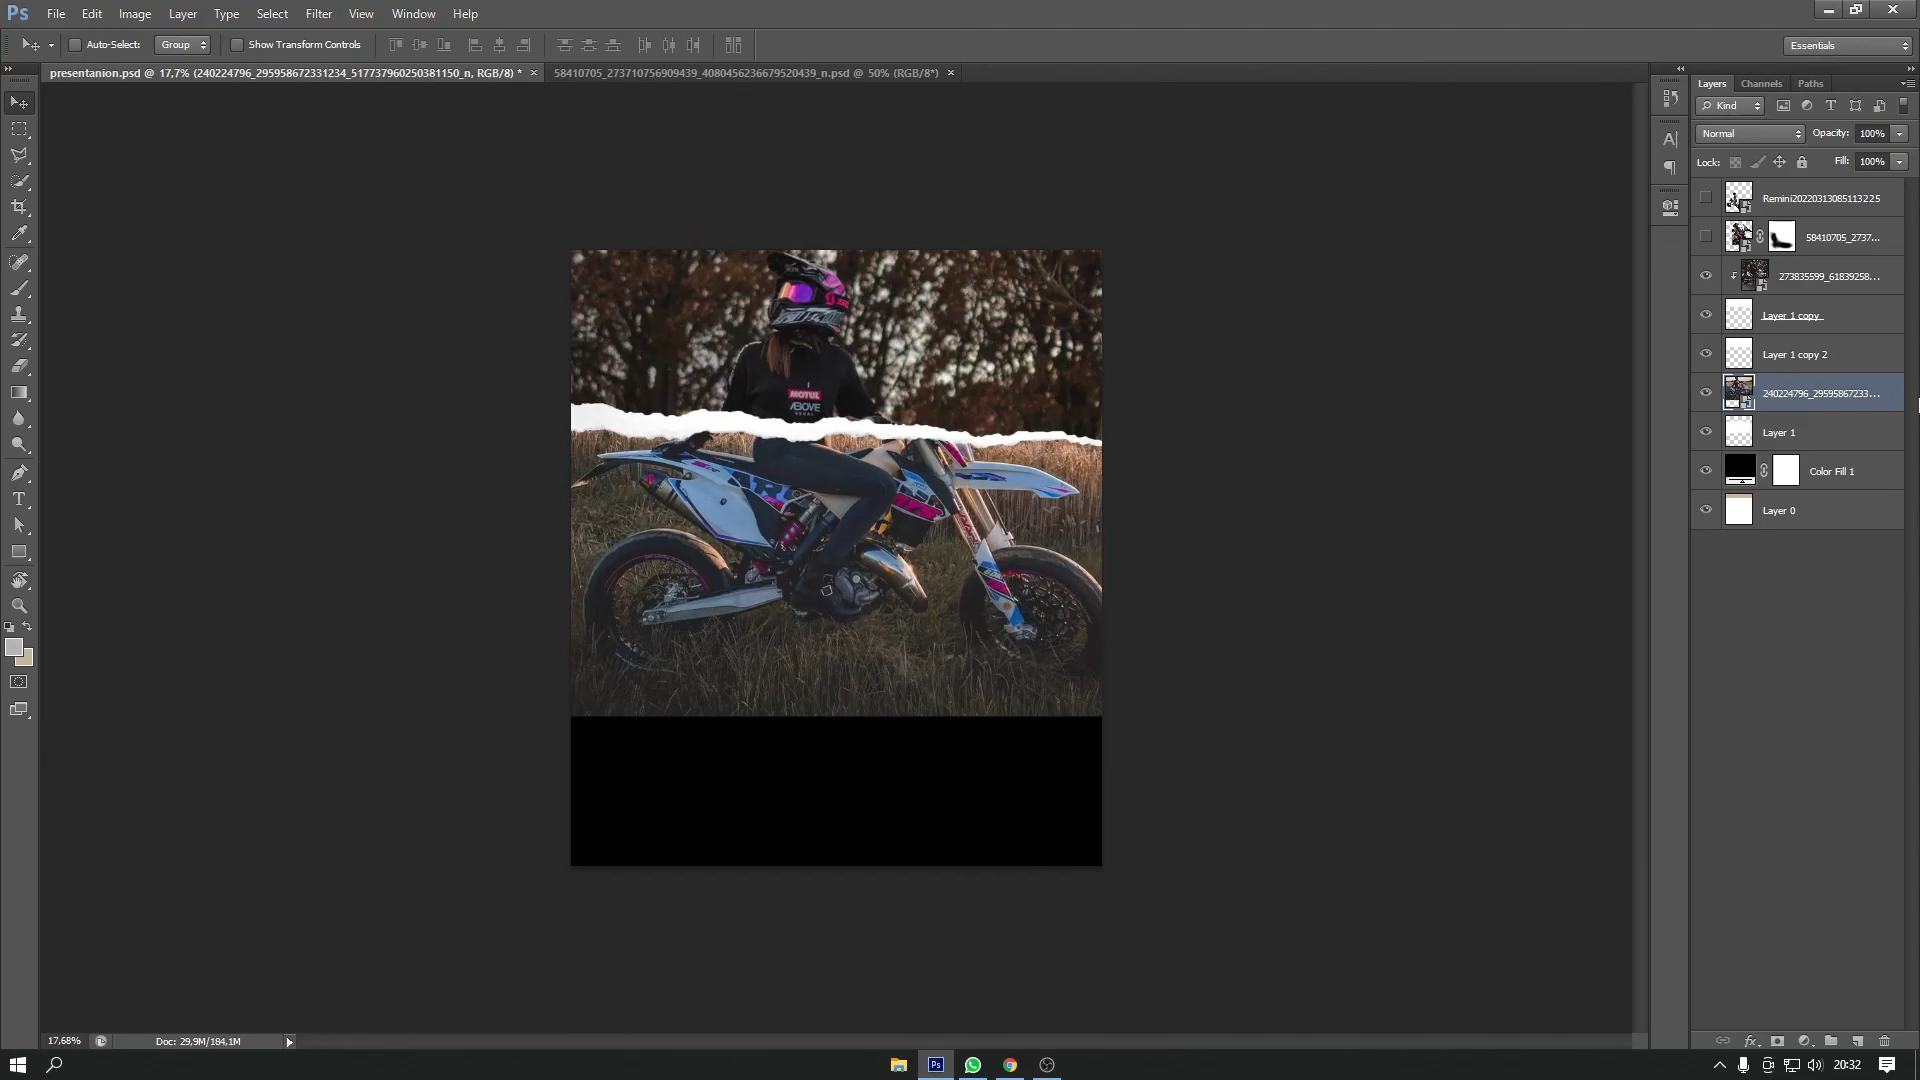 Ps File Edit Image Layer Type Select Filter View Window Help
Auto-Select: Group Show Transform Controls Essentials
presentanion.psd @ 17,7% (240224796_295958672331234_517737960250381150_n, RGB/8) * × 58410705_273710756909439_4080456236679520439_n.psd @ 50% (RGB/8*) ×
Layers Channels Paths
Kind
Normal Opacity: 100%
Lock: Fill: 100%
Remini20220313085113225
58410705_2737...
273835599_61839258...
Layer 1 copy
Layer 1 copy 2
240224796_29595867233...
Layer 1
Color Fill 1
Layer 0
MOTUL
ABOVE
17,68% Doc: 29,9M/184,1M
Ps 20:32